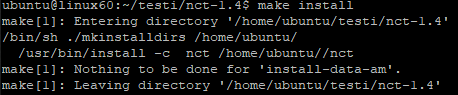 ubuntu@linux60:~/testi/nct-1.4$ make install
make[1]: Entering directory '/home/ubuntu/testi/nct-1.4'
/bin/sh ./mkinstalldirs /home/ubuntu/
  /usr/bin/install -c  nct /home/ubuntu//nct
make[1]: Nothing to be done for 'install-data-am'.
make[1]: Leaving directory '/home/ubuntu/testi/nct-1.4'